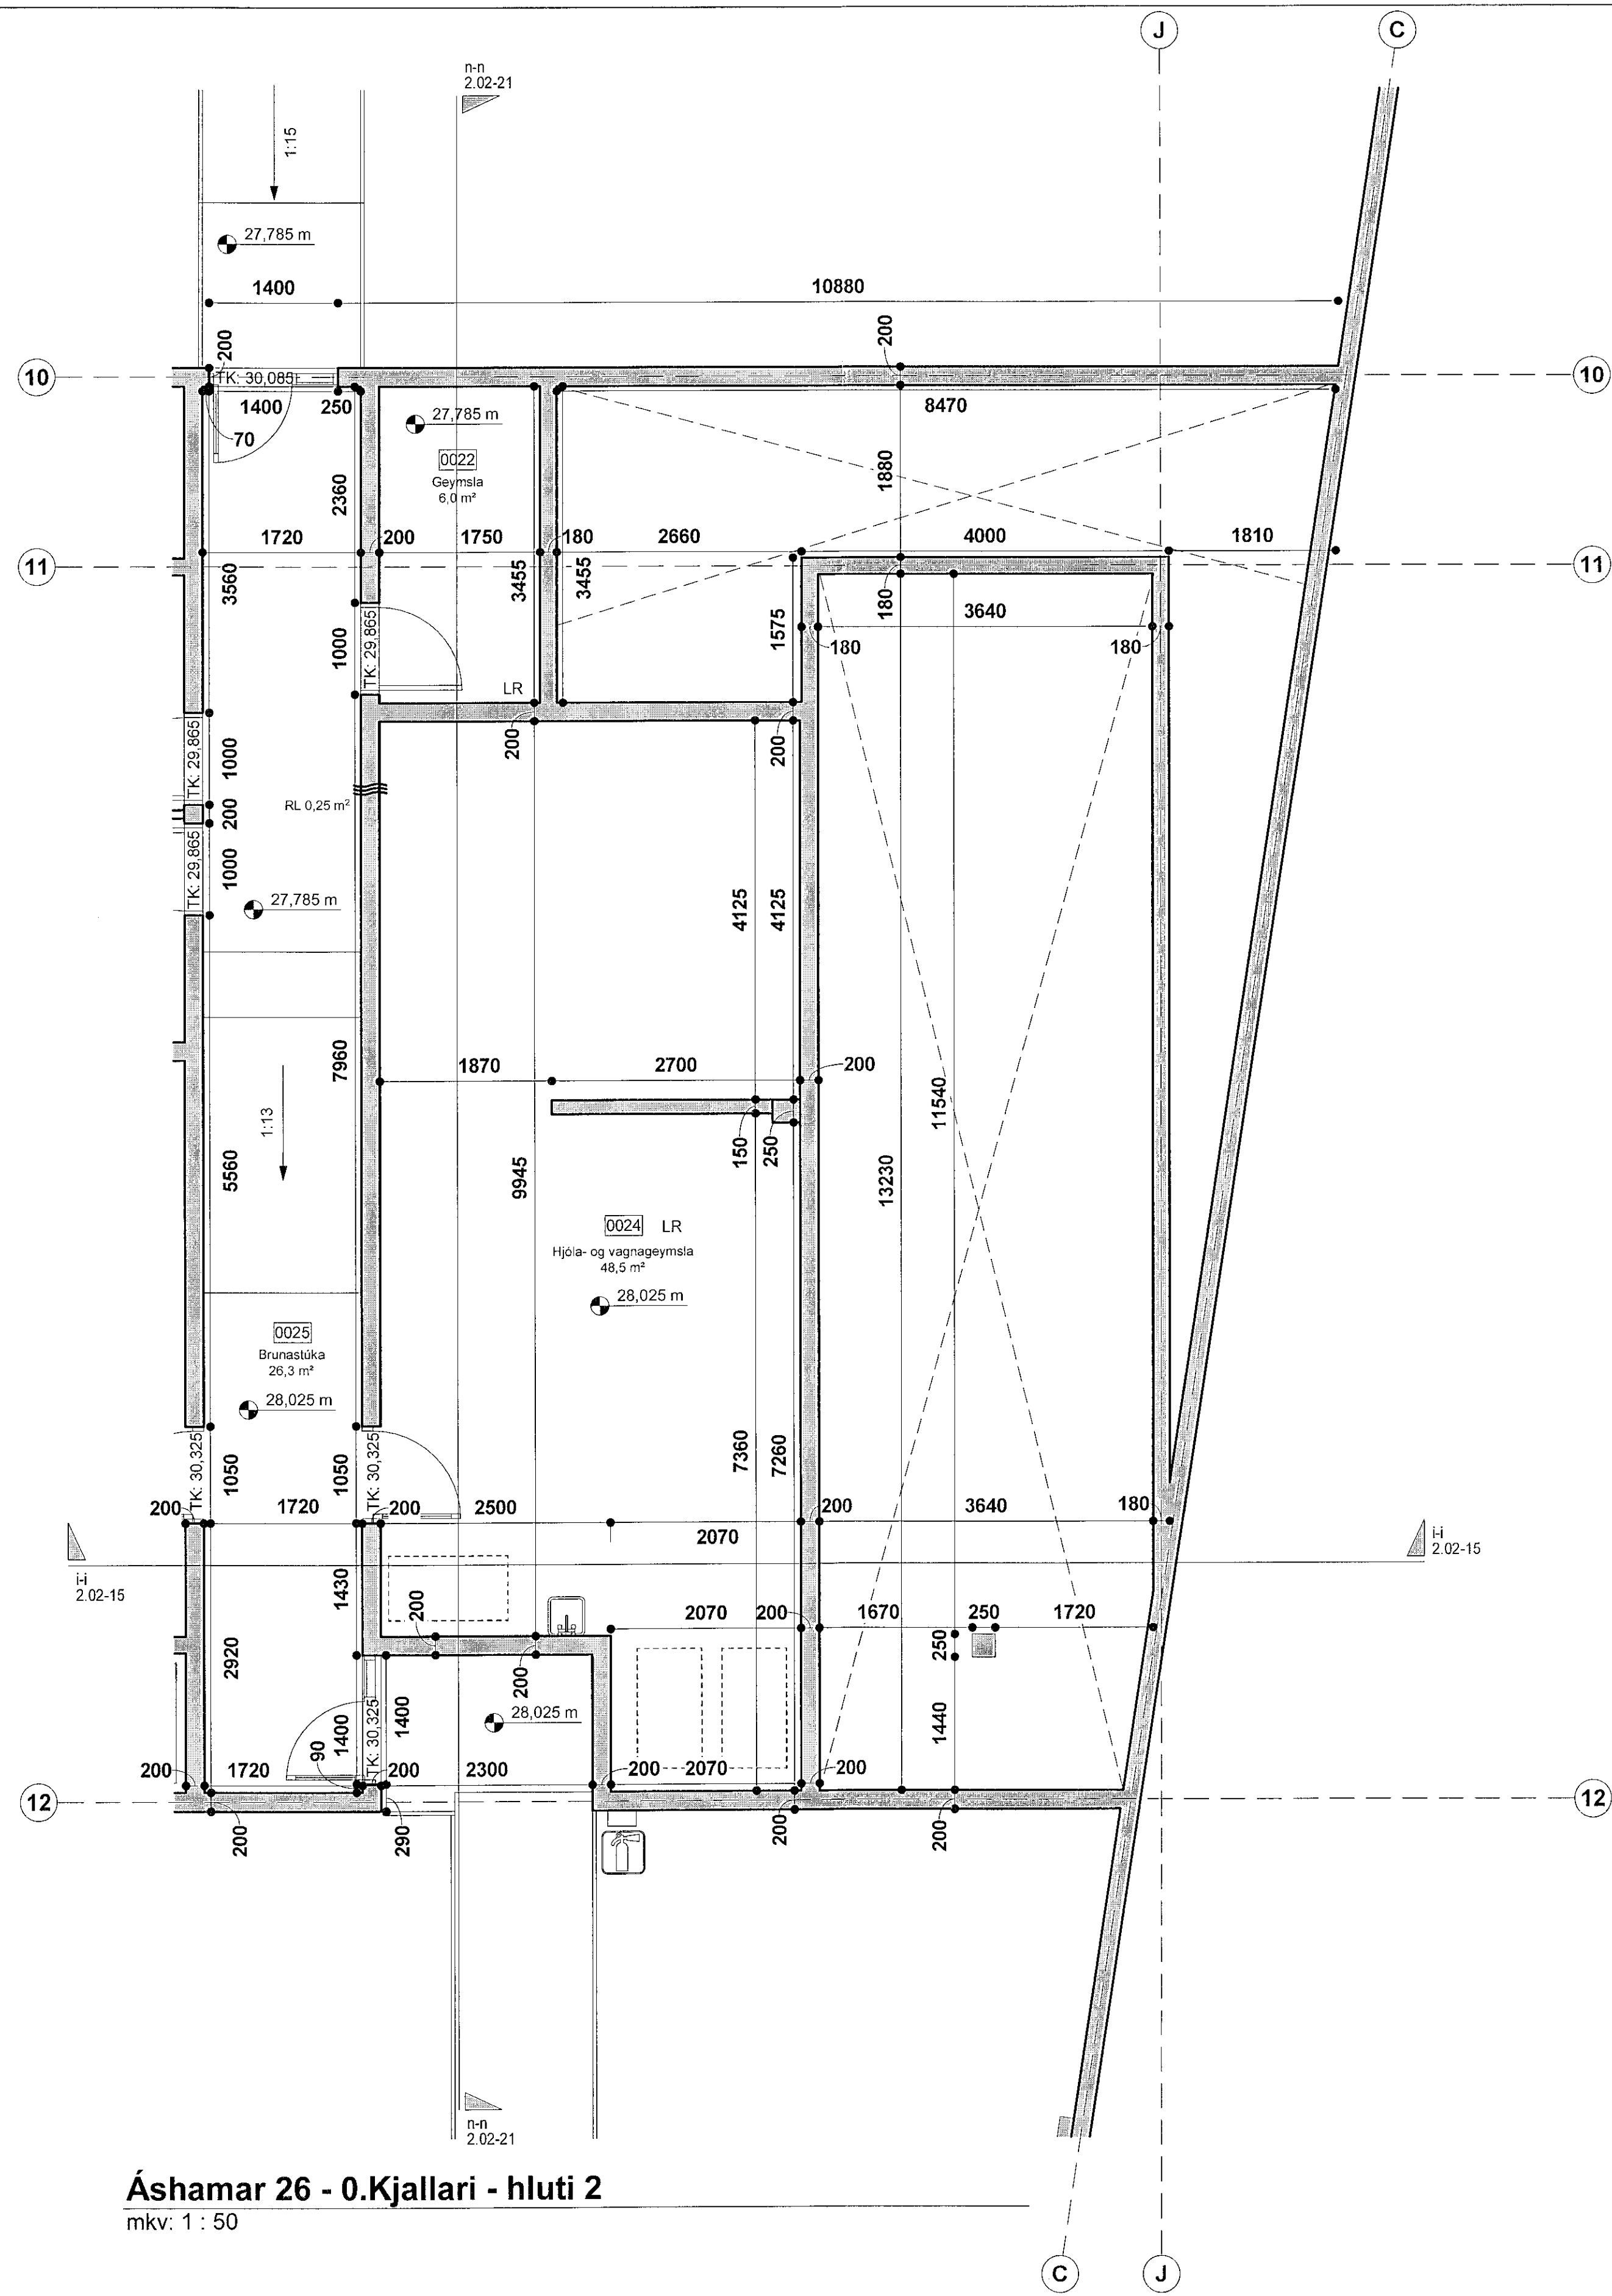 J
C
n-n
2.02-21
1:15
27,785 m
1400
10880
200
200
10
TK: 30,085
10
1400
250
8470
70
27,785 m
0022
Geymsla
6,0 m²
2360
1880
1720
200
1750
180
2660
4000
1810
11
11
3560
3455
3455
180
3640
1575
180
180
1000
TK: 29,865
LR
200
200
TK: 29,865
1000
RL 0,25 m²
200
TK: 29,865
1000
27,785 m
4125
4125
7960
1870
2700
200
11540
1:13
150
250
5560
9945
13230
0024
LR
Hjóla- og vagnageymsla
48,5 m²
28,025 m
0025
Brunastúka
26,3 m²
28,025 m
7360
7260
TK: 30,325
1050
1050
TK: 30,325
200
1720
200
2500
2070
200
3640
180
i-i
2.02-15
i-i
2.02-15
1430
200
2070
200
1670
250
1720
2920
200
250
28,025 m
1400
90
TK: 30,325
1400
1440
200
1720
200
2300
200
2070
200
12
12
200
290
200
200
n-n
2.02-21
Áshamar 26 - 0.Kjallari - hluti 2
mkv: 1 : 50
C
J